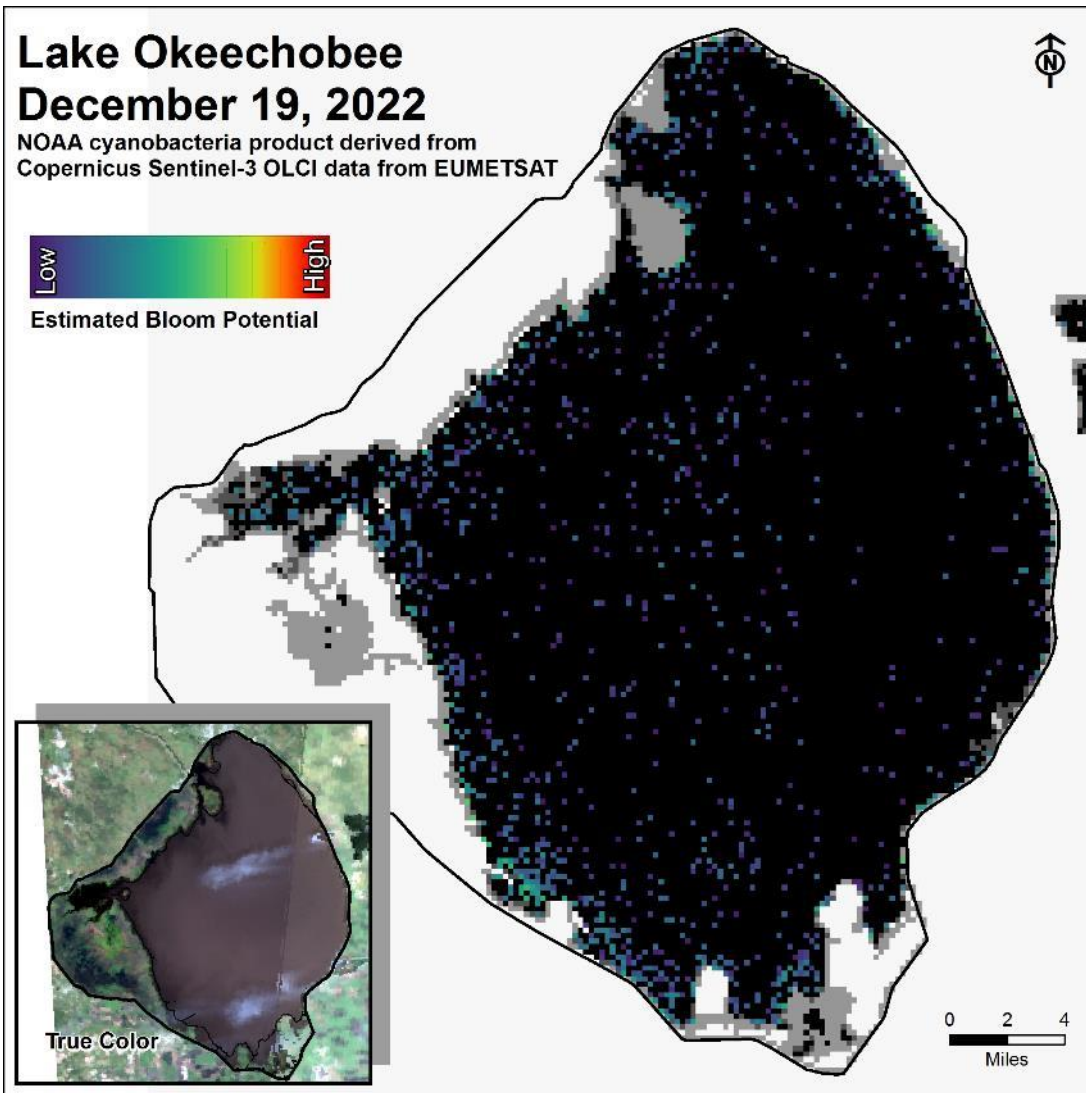 Lake Okeechobee
December 19, 2022
NOAA cyanobacteria product derived from
Copernicus Sentinel-3 OLCI data from EUMETSAT
N
Low
High
Estimated Bloom Potential
True Color
0 2 4
Miles